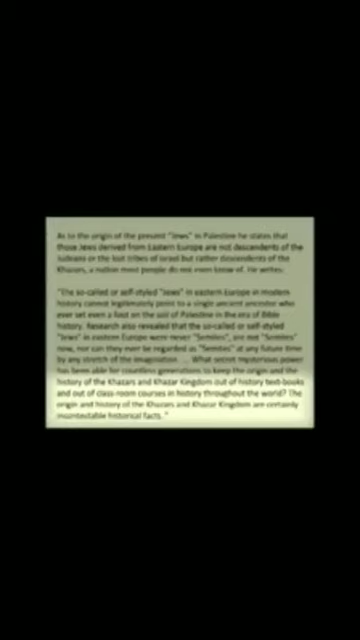 As to the origin of the present "Jews" in Palestine he states that
those Jews derived from Eastern Europe are not descendents of the
Judeans or the lost tribes of Israel but rather descendents of the
Khazars, a nation most people do not even know of. He writes:
"The so-called or self-styled "Jews" in eastern Europe in modern
history cannot legitimately point to a single ancient ancestor who
ever set even a foot on the soil of Palestine in the era of Bible
history. Research also revealed that the so-called or self-styled
"Jews" in eastern Europe were never "Semites", are not "Semites"
now, nor can they ever be regarded as "Semites" at any future time
by any stretch of the imagination. ... What secret mysterious power
has been able for countless generations to keep the origin and the
history of the Khazars and Khazar Kingdom out of history text-books
and out of class-room courses in history throughout the world? The
origin and history of the Khazars and Khazar Kingdom are certainly
incontestable historical facts."